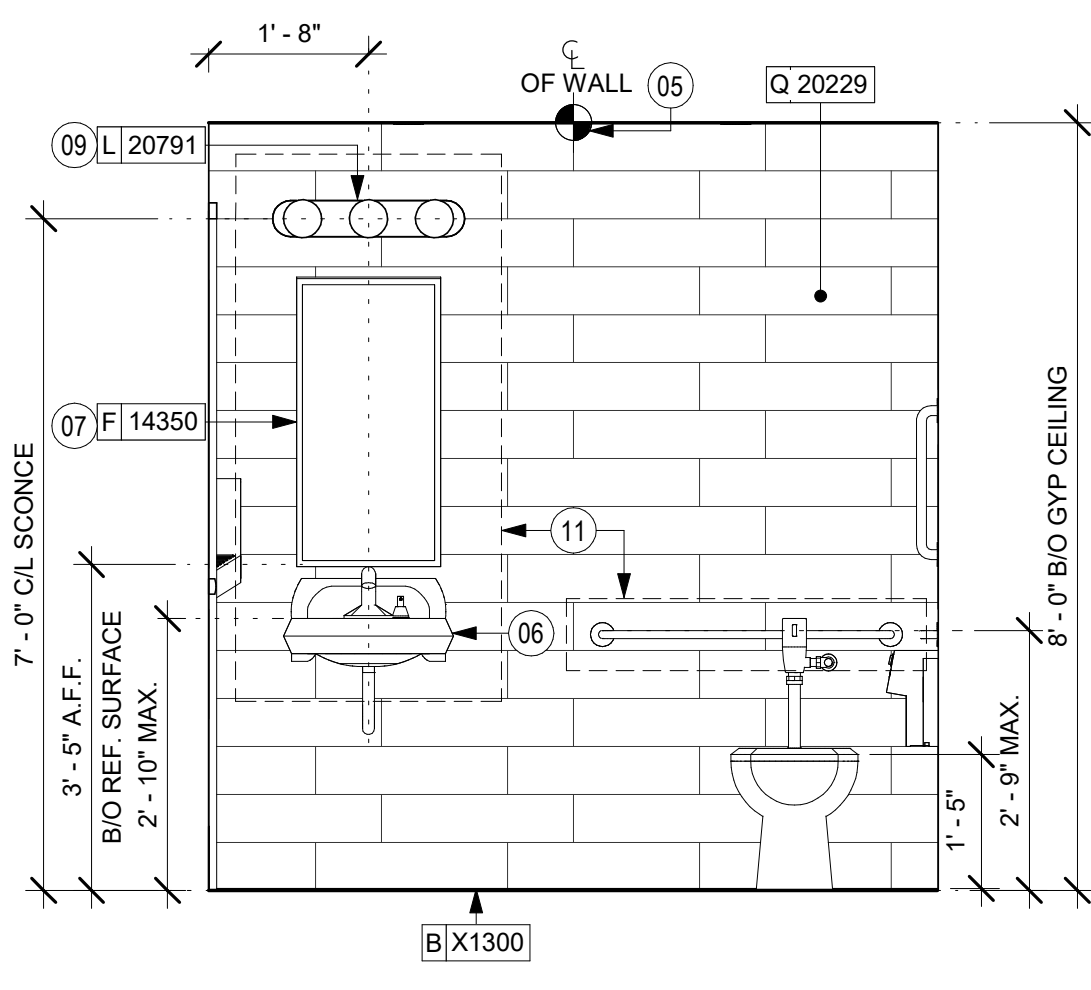 1' - 8"
℄
OF WALL
05
Q 20229
09 L 20791
07 F 14350
11
06
7' - 0" C/L SCONCE
3' - 5" A.F.F.
B/O REF. SURFACE
2' - 10" MAX.
1' - 5"
2' - 9" MAX.
8' - 0" B/O GYP CEILING
B X1300